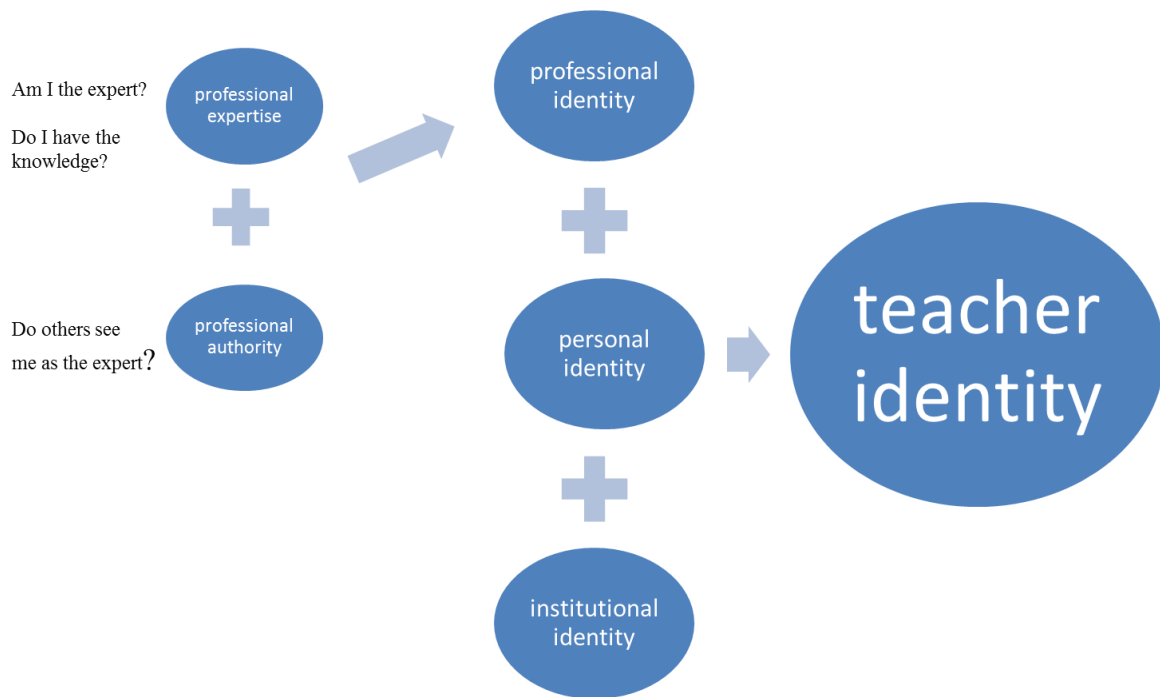 Am I the expert?
Do I have the
knowledge?
professional
expertise
Do others see
me as the expert?
professional
authority
professional
identity
personal
identity
institutional
identity
teacher
identity